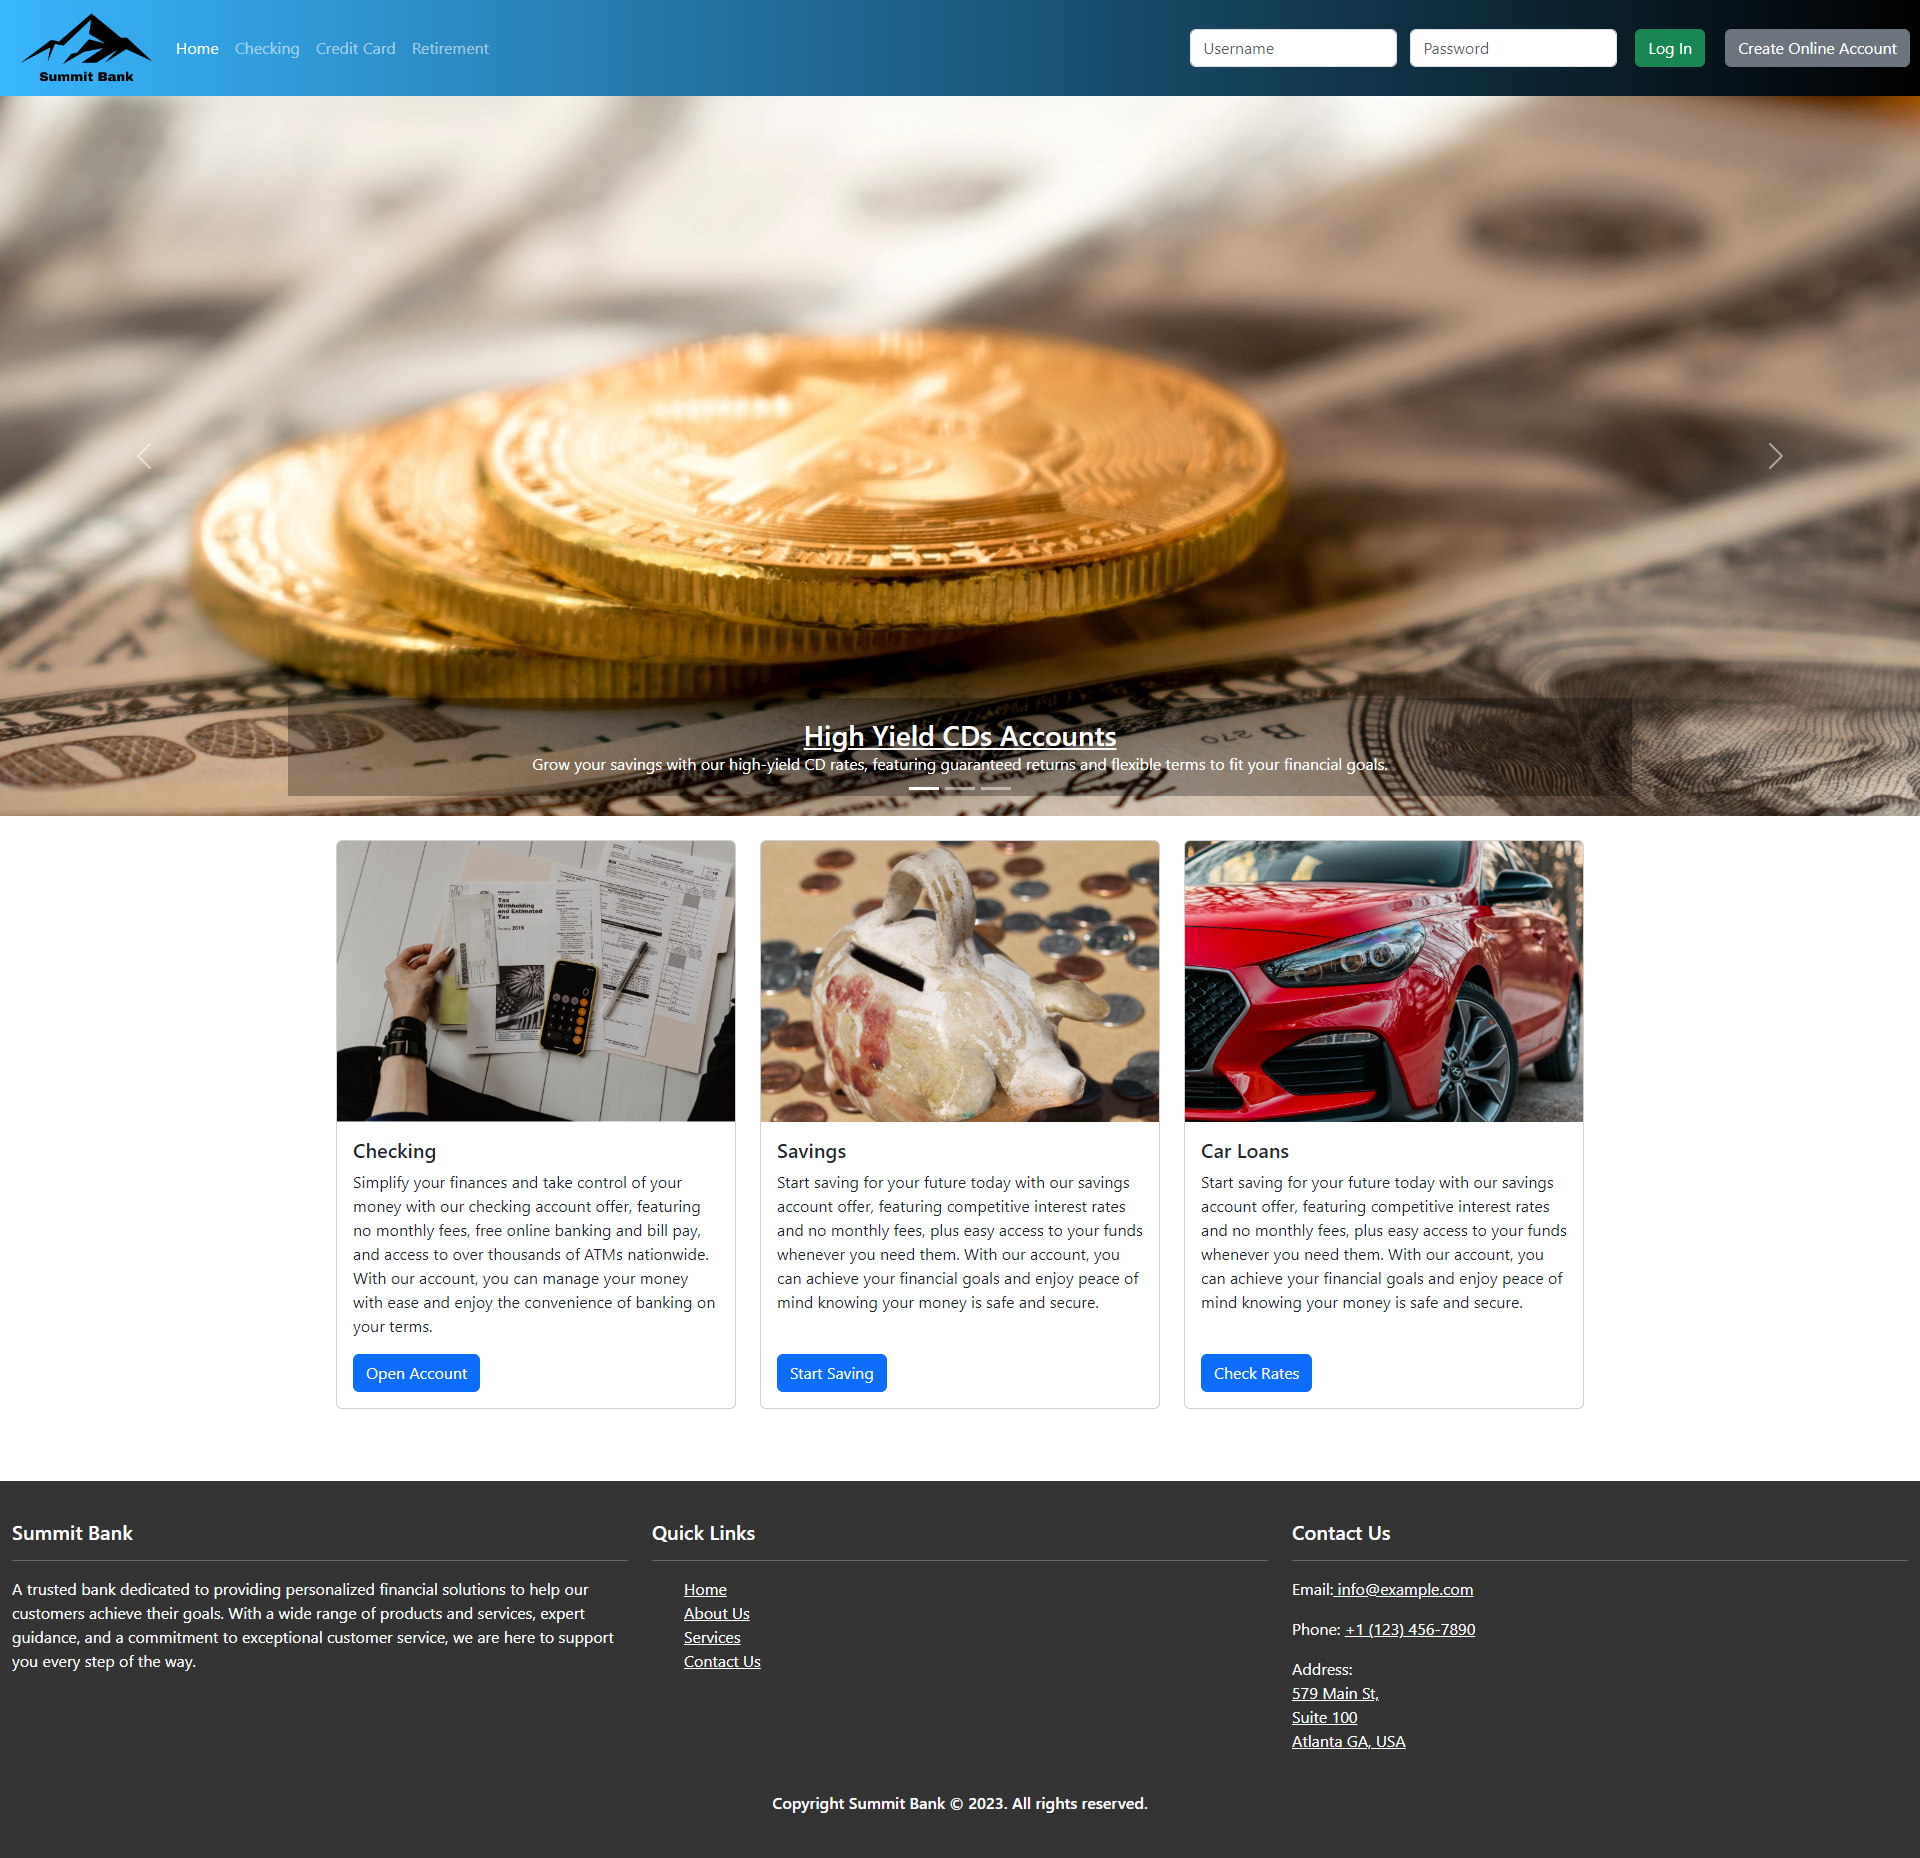 Summit Bank
Home Checking Credit Card Retirement
Username Password Log In Create Online Account
High Yield CDs Accounts
Grow your savings with our high-yield CD rates, featuring guaranteed returns and flexible terms to fit your financial goals.
Tax
Withholding
and Estimated
Tax
2019
Checking
Simplify your finances and take control of your
money with our checking account offer, featuring
no monthly fees, free online banking and bill pay,
and access to over thousands of ATMs nationwide.
With our account, you can manage your money
with ease and enjoy the convenience of banking on
your terms.
Open Account
Savings
Start saving for your future today with our savings
account offer, featuring competitive interest rates
and no monthly fees, plus easy access to your funds
whenever you need them. With our account, you
can achieve your financial goals and enjoy peace of
mind knowing your money is safe and secure.
Start Saving
Car Loans
Start saving for your future today with our savings
account offer, featuring competitive interest rates
and no monthly fees, plus easy access to your funds
whenever you need them. With our account, you
can achieve your financial goals and enjoy peace of
mind knowing your money is safe and secure.
Check Rates
Summit Bank
A trusted bank dedicated to providing personalized financial solutions to help our
customers achieve their goals. With a wide range of products and services, expert
guidance, and a commitment to exceptional customer service, we are here to support
you every step of the way.
Quick Links
Home
About Us
Services
Contact Us
Contact Us
Email: info@example.com
Phone: +1 (123) 456-7890
Address:
579 Main St,
Suite 100
Atlanta GA, USA
Copyright Summit Bank © 2023. All rights reserved.